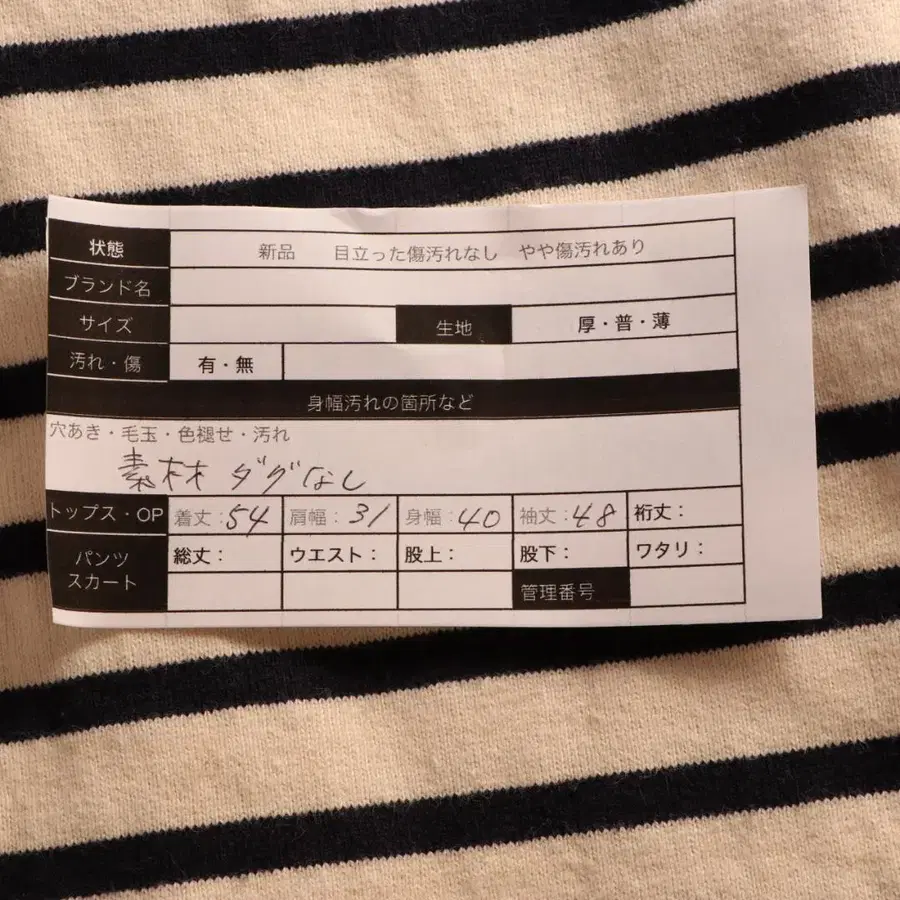 状態 新品 目立った傷汚れなし やや傷汚れあり
ブランド名
サイズ 生地 厚・普・薄
汚れ・傷 有・無
身幅汚れの箇所など
穴あき・毛玉・色褪せ・汚れ
素材 ダグなし
トップス・OP 着丈:54 肩幅:31 身幅:40 袖丈:48 裄丈:
パンツ 総丈: ウエスト: 股上: 股下: ワタリ:
スカート 管理番号